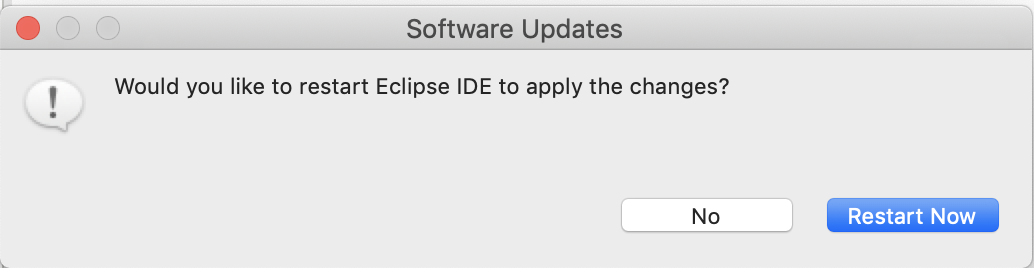 Software Updates
Would you like to restart Eclipse IDE to apply the changes?
No
Restart Now